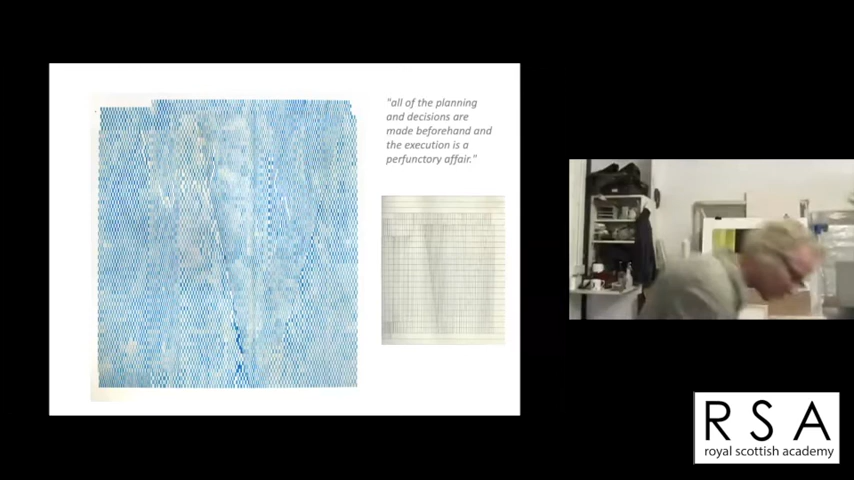 "all of the planning
and decisions are
made beforehand and
the execution is a
perfunctory affair."
RSA
royal scottish academy